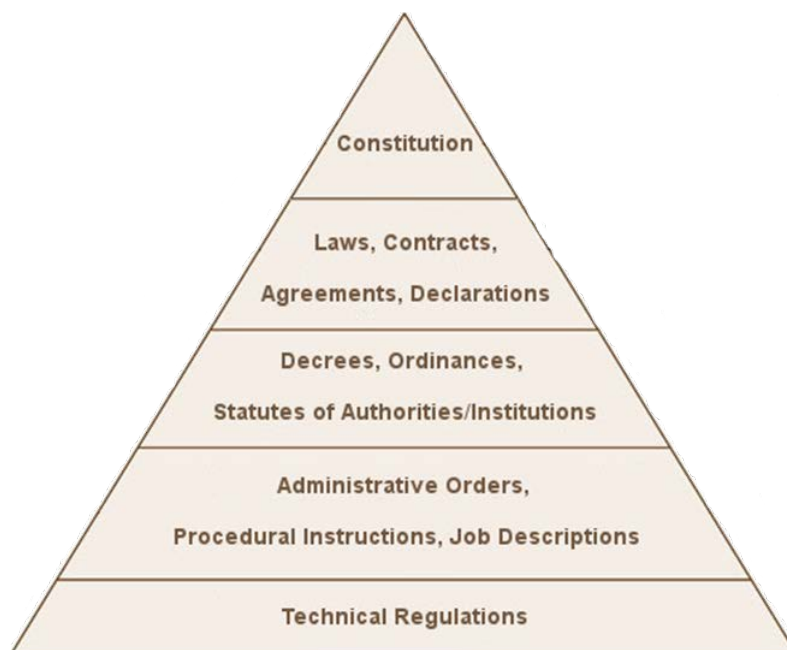 Constitution
Laws, Contracts,
Agreements, Declarations
Decrees, Ordinances,
Statutes of Authorities/Institutions
Administrative Orders,
Procedural Instructions, Job Descriptions
Technical Regulations